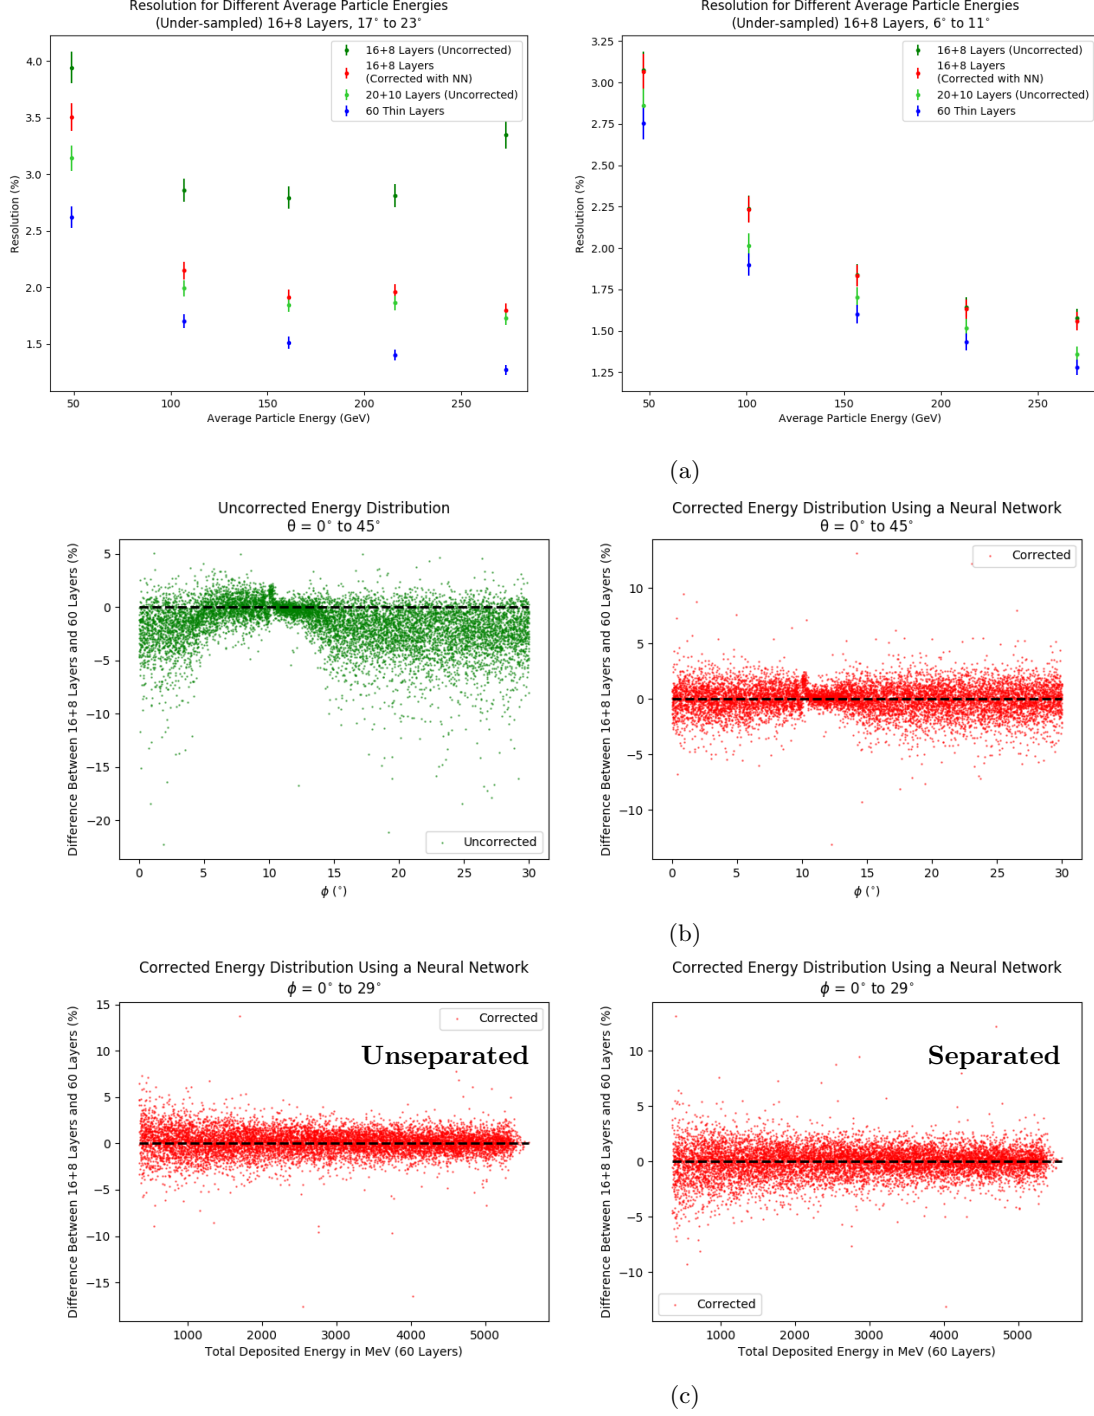 Resolution for Different Average Particle Energies
(Under-sampled) 16+8 Layers, 17° to 23°
16+8 Layers (Uncorrected)
16+8 Layers
(Corrected with NN)
20+10 Layers (Uncorrected)
60 Thin Layers
4.0
3.5
3.0
2.5
2.0
1.5
Resolution (%)
50
100
150
200
250
Average Particle Energy (GeV)
Resolution for Different Average Particle Energies
(Under-sampled) 16+8 Layers, 6° to 11°
16+8 Layers (Uncorrected)
16+8 Layers
(Corrected with NN)
20+10 Layers (Uncorrected)
60 Thin Layers
3.25
3.00
2.75
2.50
2.25
2.00
1.75
1.50
1.25
Resolution (%)
50
100
150
200
250
Average Particle Energy (GeV)
(a)
Uncorrected Energy Distribution
θ = 0° to 45°
5
0
−5
−10
−15
−20
Difference Between 16+8 Layers and 60 Layers (%)
Uncorrected
0
5
10
15
20
25
30
ϕ (°)
Corrected Energy Distribution Using a Neural Network
θ = 0° to 45°
Corrected
10
5
0
−5
−10
Difference Between 16+8 Layers and 60 Layers (%)
0
5
10
15
20
25
30
ϕ (°)
(b)
Corrected Energy Distribution Using a Neural Network
ϕ = 0° to 29°
Corrected
Unseparated
15
10
5
0
−5
−10
−15
Difference Between 16+8 Layers and 60 Layers (%)
1000
2000
3000
4000
5000
Total Deposited Energy in MeV (60 Layers)
Corrected Energy Distribution Using a Neural Network
ϕ = 0° to 29°
Separated
10
5
0
−5
−10
Difference Between 16+8 Layers and 60 Layers (%)
Corrected
1000
2000
3000
4000
5000
Total Deposited Energy in MeV (60 Layers)
(c)